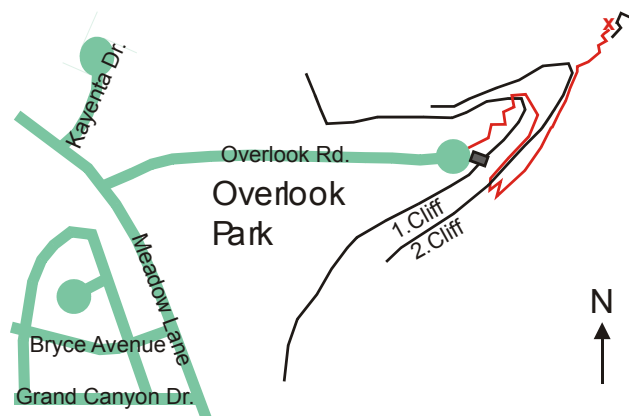 x
Kayenta Dr.
Overlook Rd.
Overlook
Park
1.Cliff
2.Cliff
Meadow Lane
N
Bryce Avenue
Grand Canyon Dr.